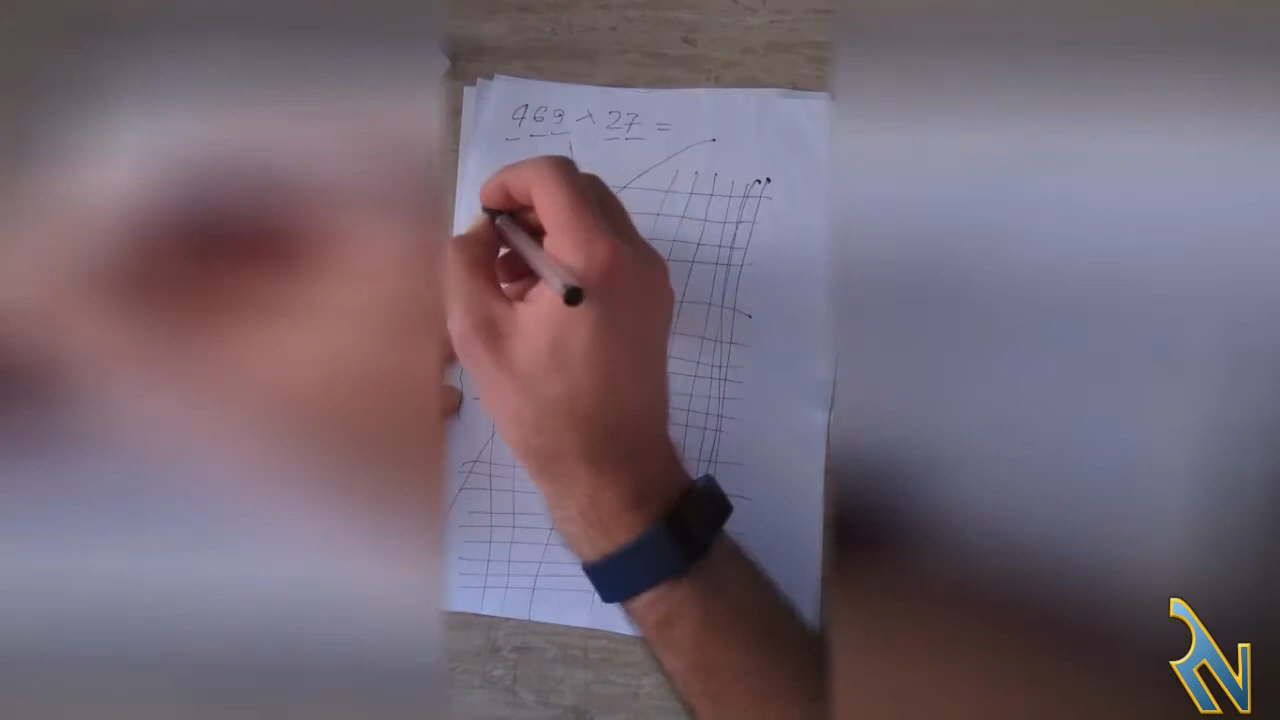 469 × 27 =